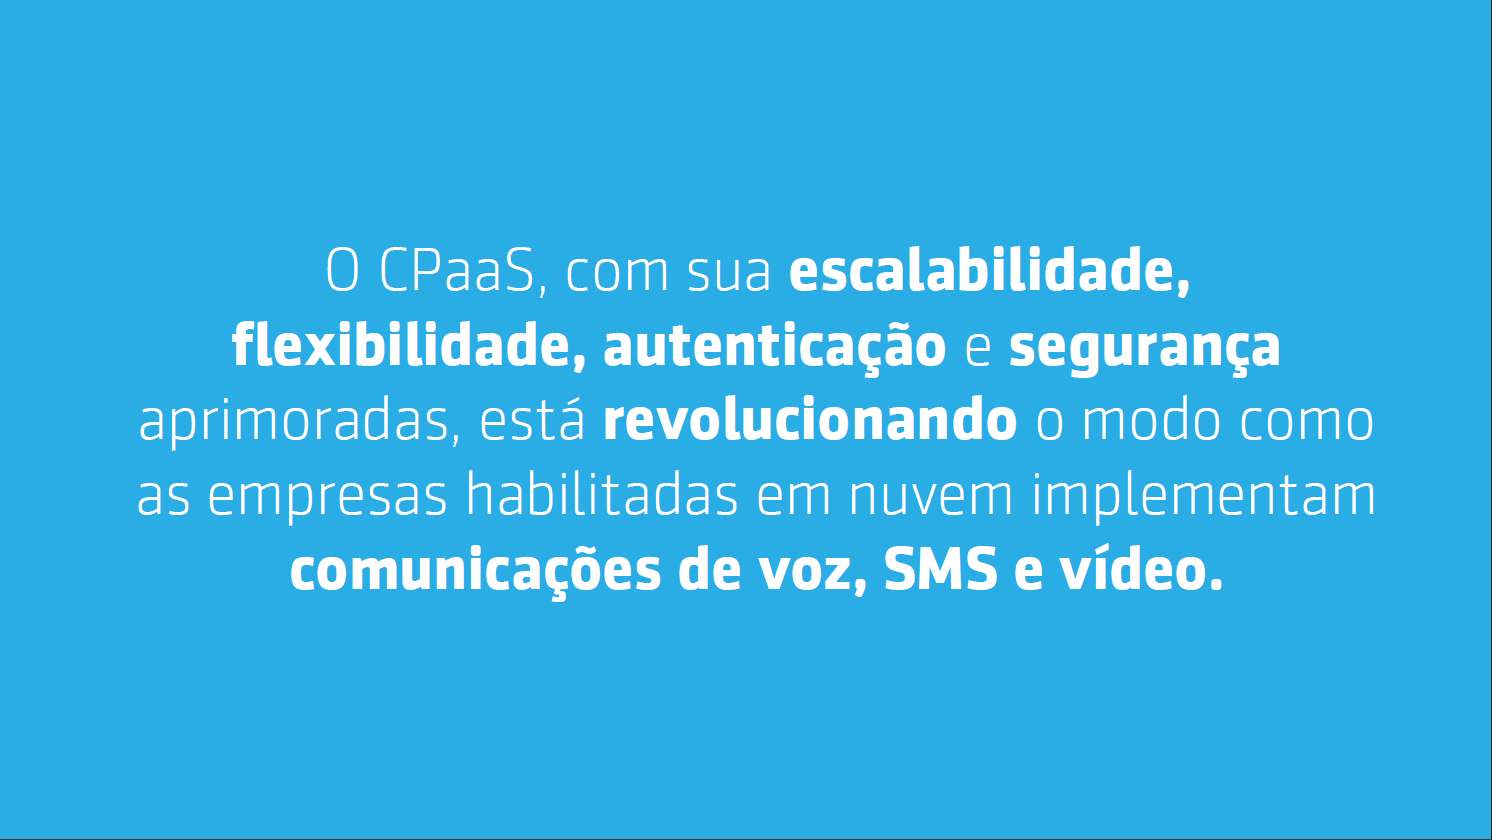 O CPaaS, com sua escalabilidade,
flexibilidade, autenticação e segurança
aprimoradas, está revolucionando o modo como
as empresas habilitadas em nuvem implementam
comunicações de voz, SMS e vídeo.